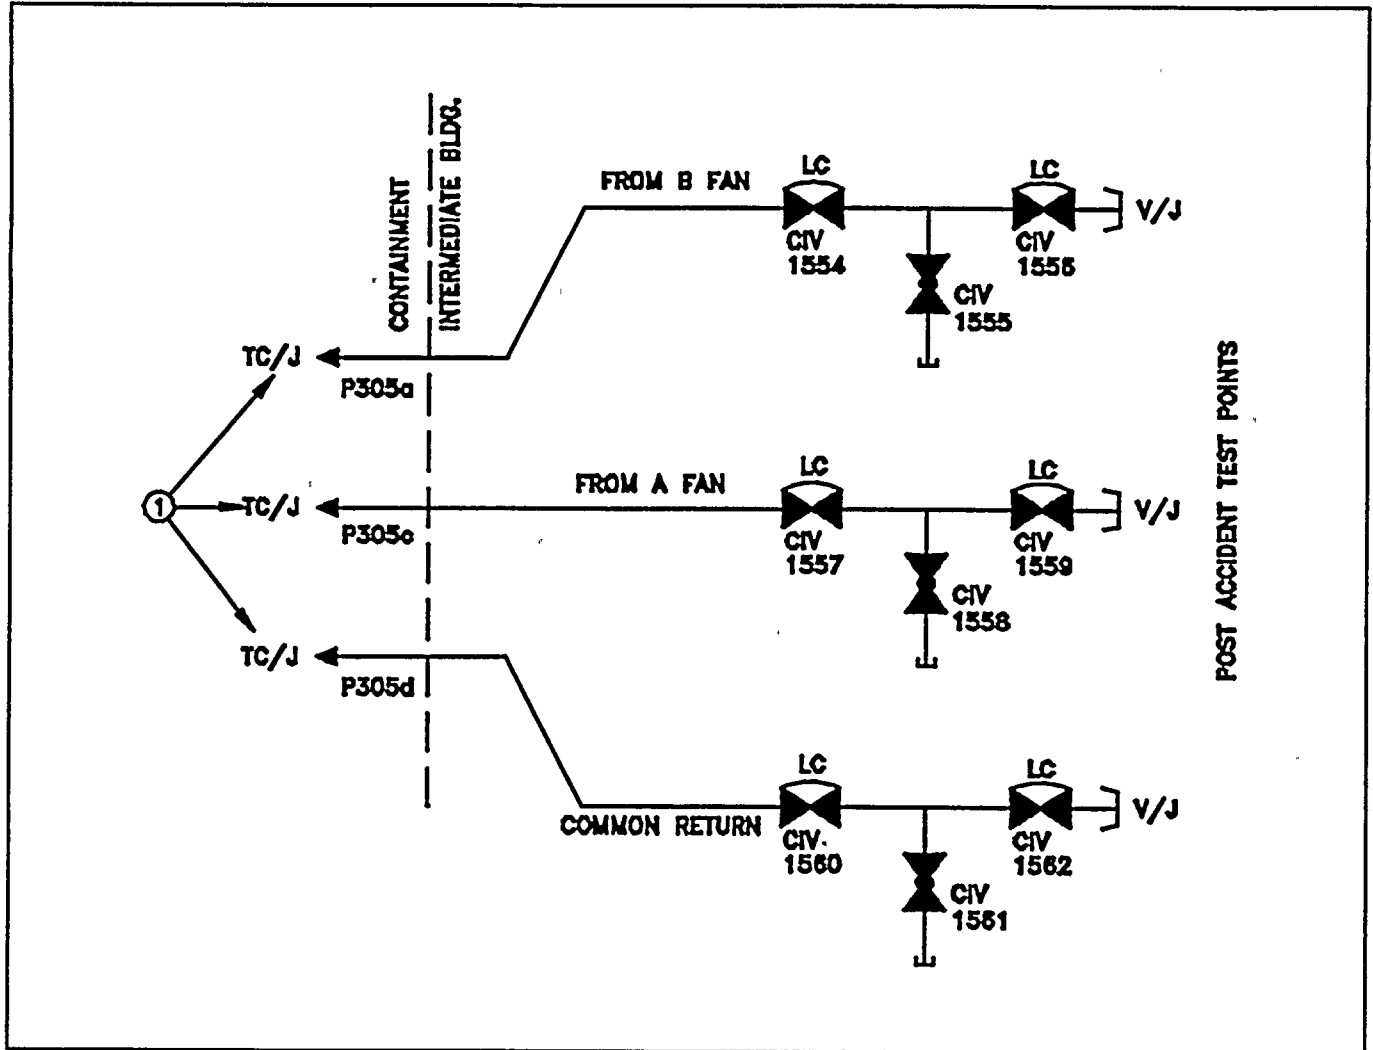 CONTAINMENT
INTERMEDIATE BLDG.
FROM B FAN
LC
CIV
1554
LC
CIV
1556
V/J
CIV
1555
TC/J
P305a
FROM A FAN
LC
CIV
1557
LC
CIV
1559
V/J
CIV
1558
1
TC/J
P305c
TC/J
P305d
COMMON RETURN
LC
CIV
1560
LC
CIV
1562
V/J
CIV
1561
POST ACCIDENT TEST POINTS